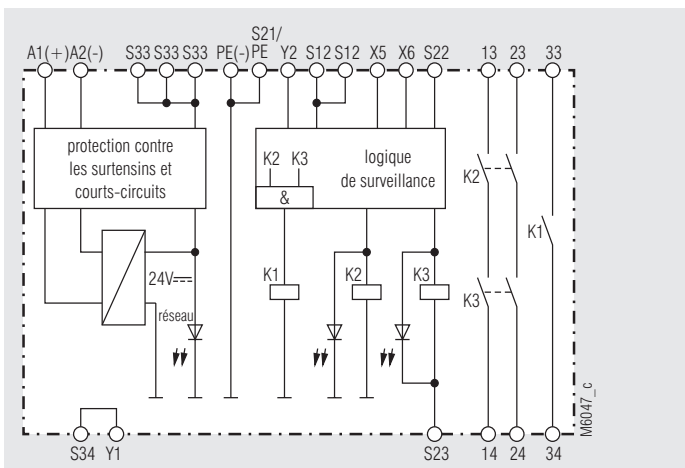 S21/
A1(+) A2(-) S33 S33 S33 PE(-) PE Y2 S12 S12 X5 X6 S22 13 23 33
protection contre
les surtensins et
courts-circuits
K2 K3
&
logique
de surveillance
K2
K1
24V
réseau
K1
K2
K3
K3
S34 Y1 S23 14 24 34
M6047_c